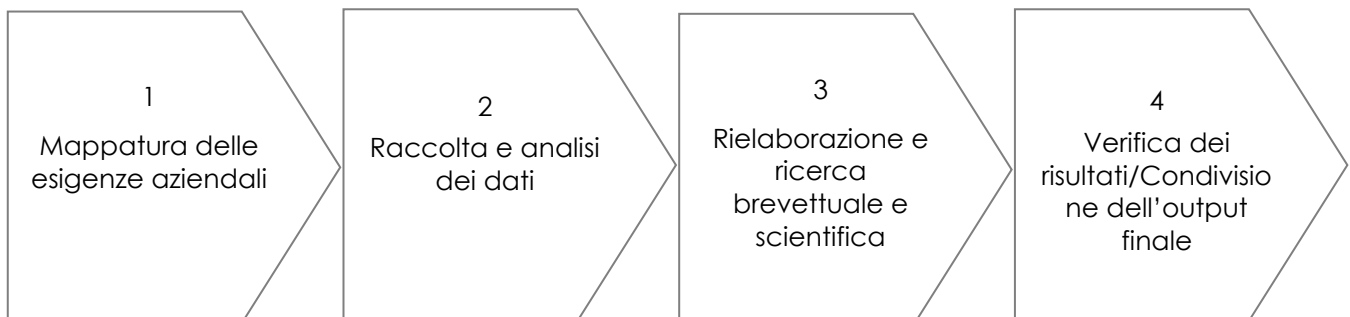 1
Mappatura delle
esigenze aziendali
2
Raccolta e analisi
dei dati
3
Rielaborazione e
ricerca
brevettuale e
scientifica
4
Verifica dei
risultati/Condivisio
ne dell’output
finale